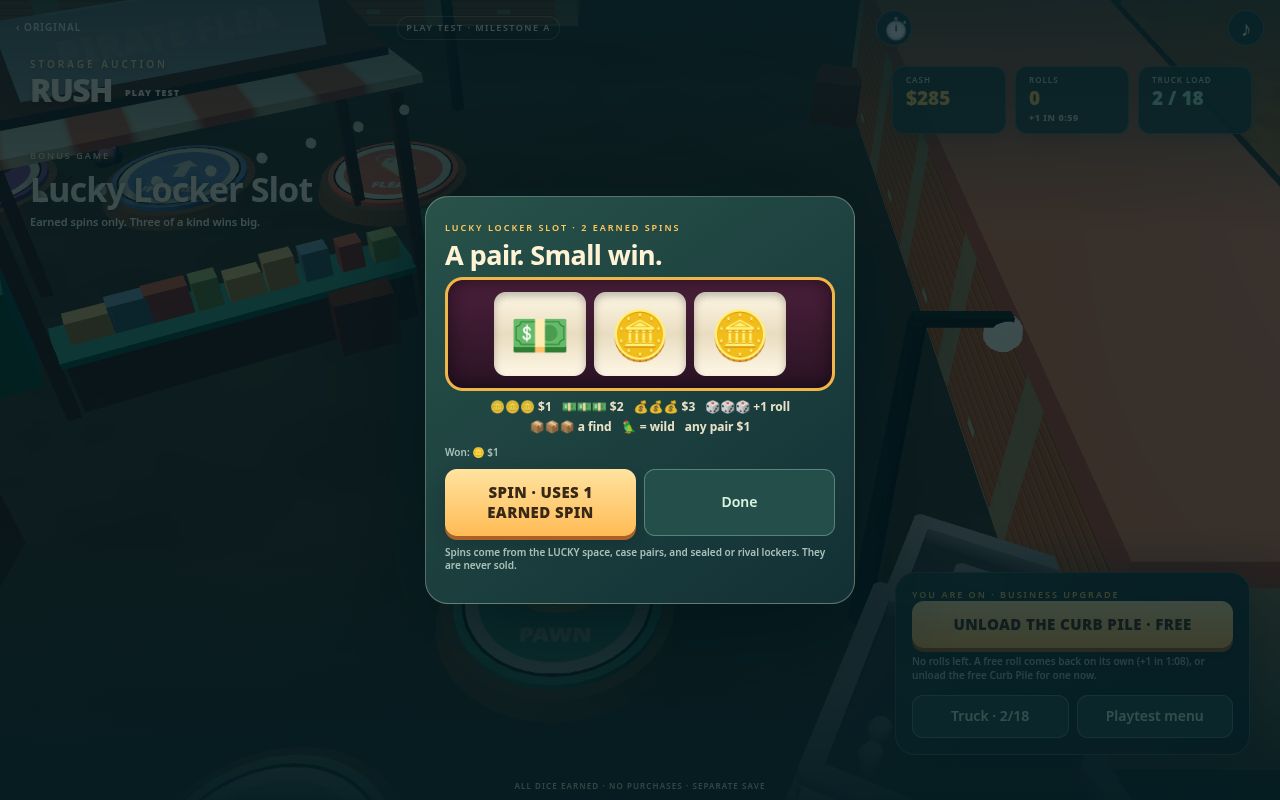 ‹ ORIGINAL
PLAY TEST · MILESTONE A
PIRATE FLEA
STORAGE AUCTION
RUSH PLAY TEST
CASH
$285
ROLLS
0
+1 IN 0:59
TRUCK LOAD
2 / 18
BONUS GAME
Lucky Locker Slot
Earned spins only. Three of a kind wins big.
FLEA
LUCKY LOCKER SLOT · 2 EARNED SPINS
A pair. Small win.
🪙🪙🪙 $1 💵💵💵 $2 💰💰💰 $3 🎲🎲🎲 +1 roll
📦📦📦 a find 🦜 = wild any pair $1
Won: 🪙 $1
SPIN · USES 1
EARNED SPIN
Done
Spins come from the LUCKY space, case pairs, and sealed or rival lockers. They
are never sold.
PAWN
YOU ARE ON · BUSINESS UPGRADE
UNLOAD THE CURB PILE · FREE
No rolls left. A free roll comes back on its own (+1 in 1:08), or
unload the free Curb Pile for one now.
Truck · 2/18
Playtest menu
ALL DICE EARNED · NO PURCHASES · SEPARATE SAVE